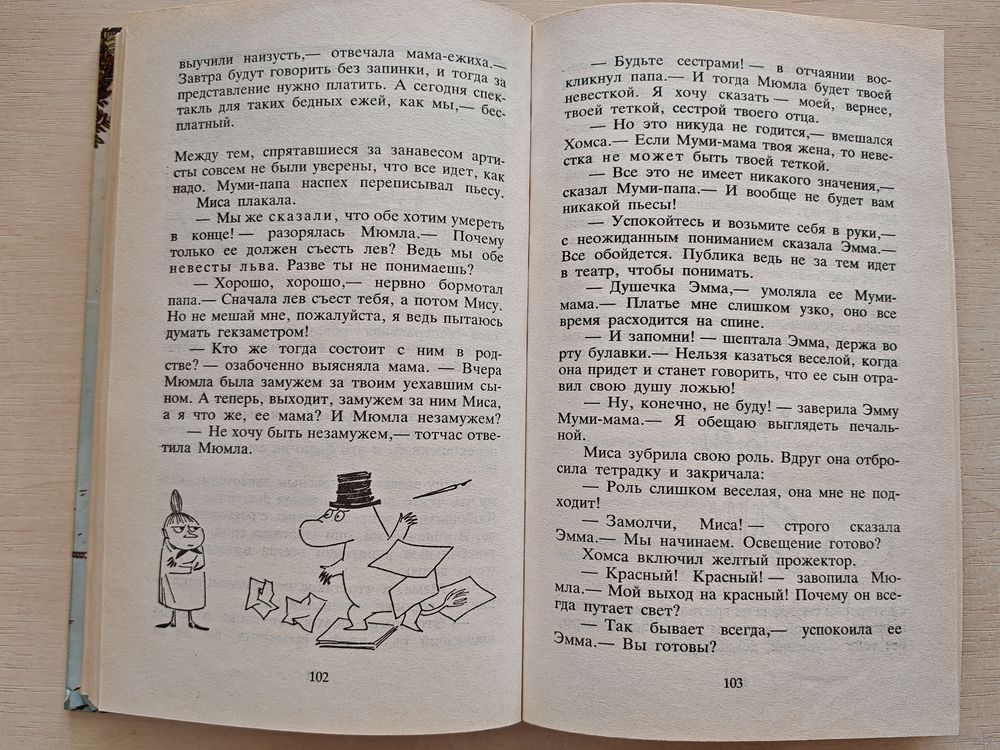 выучили наизусть,— отвечала мама-ежиха.—
Завтра будут говорить без запинки, и тогда за
представление нужно платить. А сегодня спек-
такль для таких бедных ежей, как мы,— бес-
платный.
Между тем, спрятавшиеся за занавесом арти-
сты совсем не были уверены, что все идет, как
надо. Муми-папа наспех переписывал пьесу.
Миса плакала.
— Мы же сказали, что обе хотим умереть
в конце! — разорялась Мюмла.— Почему
только ее должен съесть лев? Ведь мы обе
невесты льва. Разве ты не понимаешь?
— Хорошо, хорошо,— нервно бормотал
папа.— Сначала лев съест тебя, а потом Мису.
Но не мешай мне, пожалуйста, я ведь пытаюсь
думать гекзаметром!
— Кто же тогда состоит с ним в род-
стве? — озабоченно выясняла мама. — Вчера
Мюмла была замужем за твоим уехавшим сы-
ном. А теперь, выходит, замужем за ним Миса,
а я что же, ее мама? И Мюмла незамужем?
— Не хочу быть незамужем,— тотчас отве-
тила Мюмла.
102
— Будьте сестрами! — в отчаянии вос-
кликнул папа.— И тогда Мюмла будет твоей
невесткой. Я хочу сказать — моей, вернее,
твоей теткой, сестрой твоего отца.
— Но это никуда не годится,— вмешался
Хомса.— Если Муми-мама твоя жена, то неве-
стка не может быть твоей теткой.
— Все это не имеет никакого значения,—
сказал Муми-папа.— И вообще не будет вам
никакой пьесы!
— Успокойтесь и возьмите себя в руки,—
с неожиданным пониманием сказала Эмма.—
Все обойдется. Публика ведь не за тем идет
в театр, чтобы понимать.
— Душечка Эмма,— умоляла ее Муми-
мама.— Платье мне слишком узко, оно все
время расходится на спине.
— И запомни! — шептала Эмма, держа во
рту булавки.— Нельзя казаться веселой, когда
она придет и станет говорить, что ее сын отра-
вил свою душу ложью!
— Ну, конечно, не буду! — заверила Эмму
Муми-мама.— Я обещаю выглядеть печаль-
ной.
Миса зубрила свою роль. Вдруг она отбро-
сила тетрадку и закричала:
— Роль слишком веселая, она мне не под-
ходит!
— Замолчи, Миса! — строго сказала
Эмма.— Мы начинаем. Освещение готово?
Хомса включил желтый прожектор.
— Красный! Красный! — завопила Мю-
мла.— Мой выход на красный! Почему он все-
гда путает свет?
— Так бывает всегда,— успокоила ее
Эмма.— Вы готовы?
103